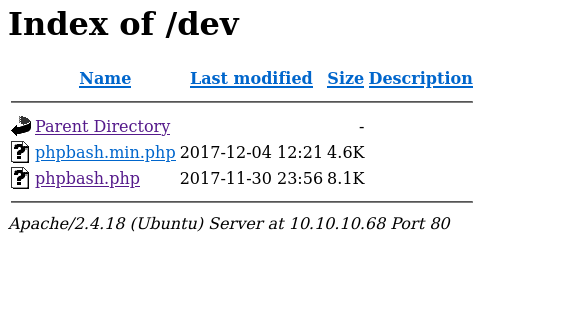 Index of /dev
Name Last modified Size Description
Parent Directory -
phpbash.min.php 2017-12-04 12:21 4.6K
phpbash.php 2017-11-30 23:56 8.1K
Apache/2.4.18 (Ubuntu) Server at 10.10.10.68 Port 80